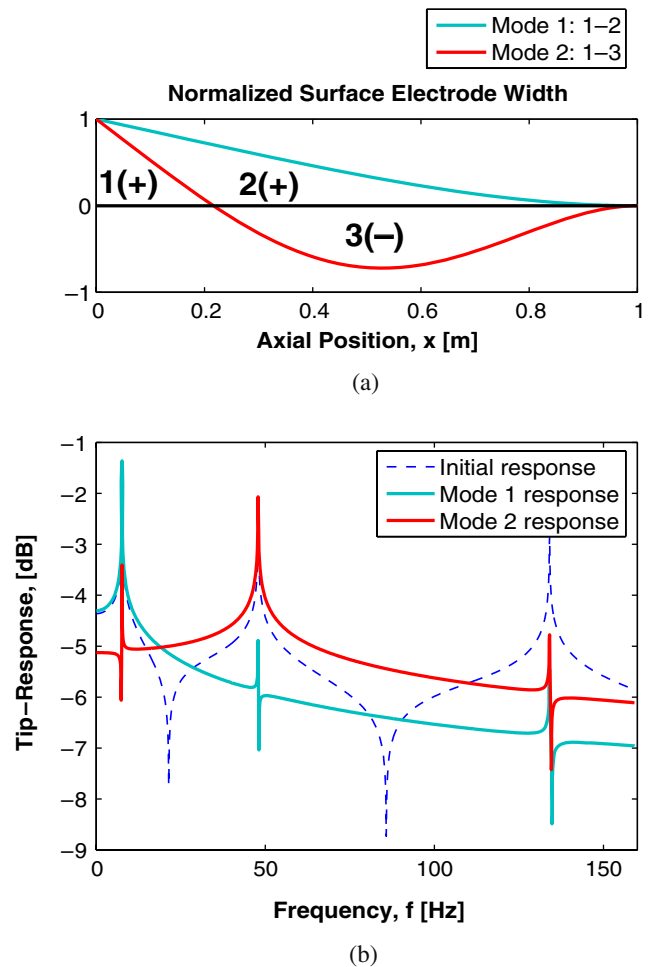 Mode 1: 1–2
Mode 2: 1–3
Normalized Surface Electrode Width
1
0
−1
1(+)
2(+)
3(−)
0 0.2 0.4 0.6 0.8 1
Axial Position, x [m]
(a)
−1
−2
−3
−4
−5
−6
−7
−8
−9
Tip−Response, [dB]
Initial response
Mode 1 response
Mode 2 response
0 50 100 150
Frequency, f [Hz]
(b)